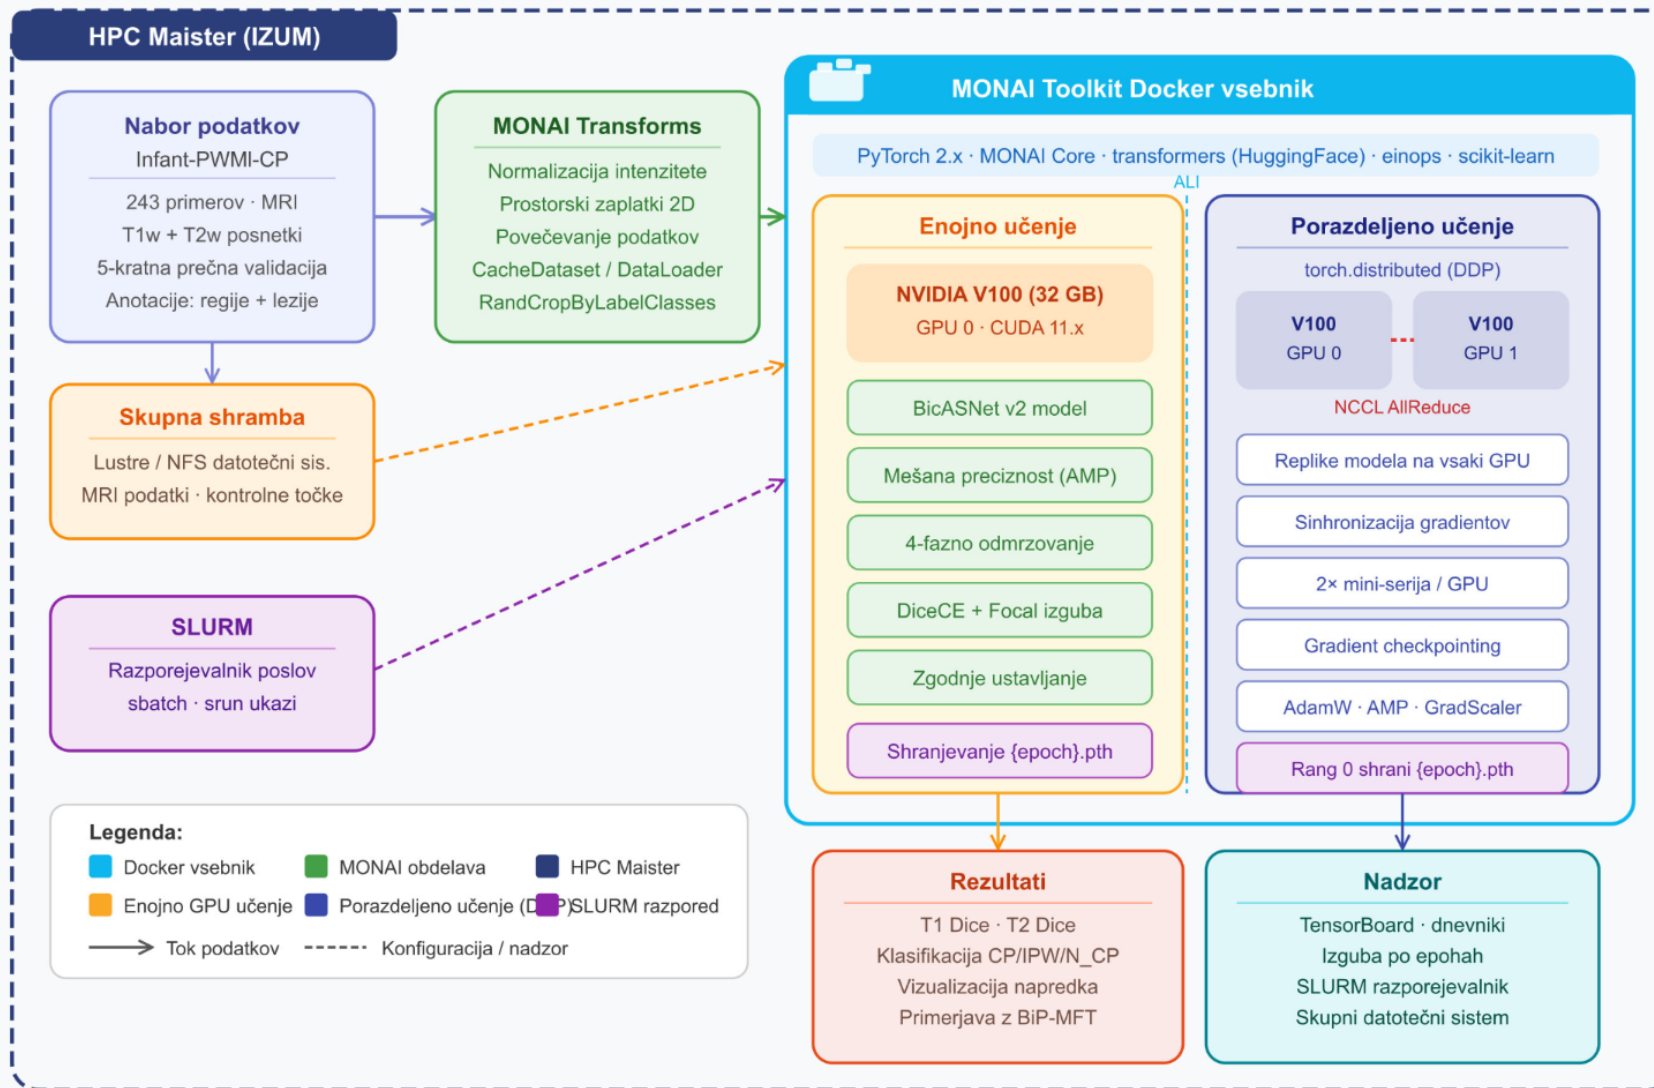 HPC Maister (IZUM)
Nabor podatkov
Infant-PWMI-CP
243 primerov · MRI
T1w + T2w posnetki
5-kratna prečna validacija
Anotacije: regije + lezije
MONAI Transforms
Normalizacija intenzitete
Prostorski zaplatki 2D
Povečevanje podatkov
CacheDataset / DataLoader
RandCropByLabelClasses
Skupna shramba
Lustre / NFS datotečni sis.
MRI podatki · kontrolne točke
SLURM
Razporejevalnik poslov
sbatch · srun ukazi
MONAI Toolkit Docker vsebnik
PyTorch 2.x · MONAI Core · transformers (HuggingFace) · einops · scikit-learn
ALI
Enojno učenje
NVIDIA V100 (32 GB)
GPU 0 · CUDA 11.x
BicASNet v2 model
Mešana preciznost (AMP)
4-fazno odmrzovanje
DiceCE + Focal izguba
Zgodnje ustavljanje
Shranjevanje {epoch}.pth
Porazdeljeno učenje
torch.distributed (DDP)
V100
GPU 0
V100
GPU 1
NCCL AllReduce
Replike modela na vsaki GPU
Sinhronizacija gradientov
2× mini-serija / GPU
Gradient checkpointing
AdamW · AMP · GradScaler
Rang 0 shrani {epoch}.pth
Legenda:
Docker vsebnik
MONAI obdelava
HPC Maister
Enojno GPU učenje
Porazdeljeno učenje
SLURM razpored
Tok podatkov
Konfiguracija / nadzor
Rezultati
T1 Dice · T2 Dice
Klasifikacija CP/IPW/N_CP
Vizualizacija napredka
Primerjava z BiP-MFT
Nadzor
TensorBoard · dnevniki
Izguba po epohah
SLURM razporejevalnik
Skupni datotečni sistem